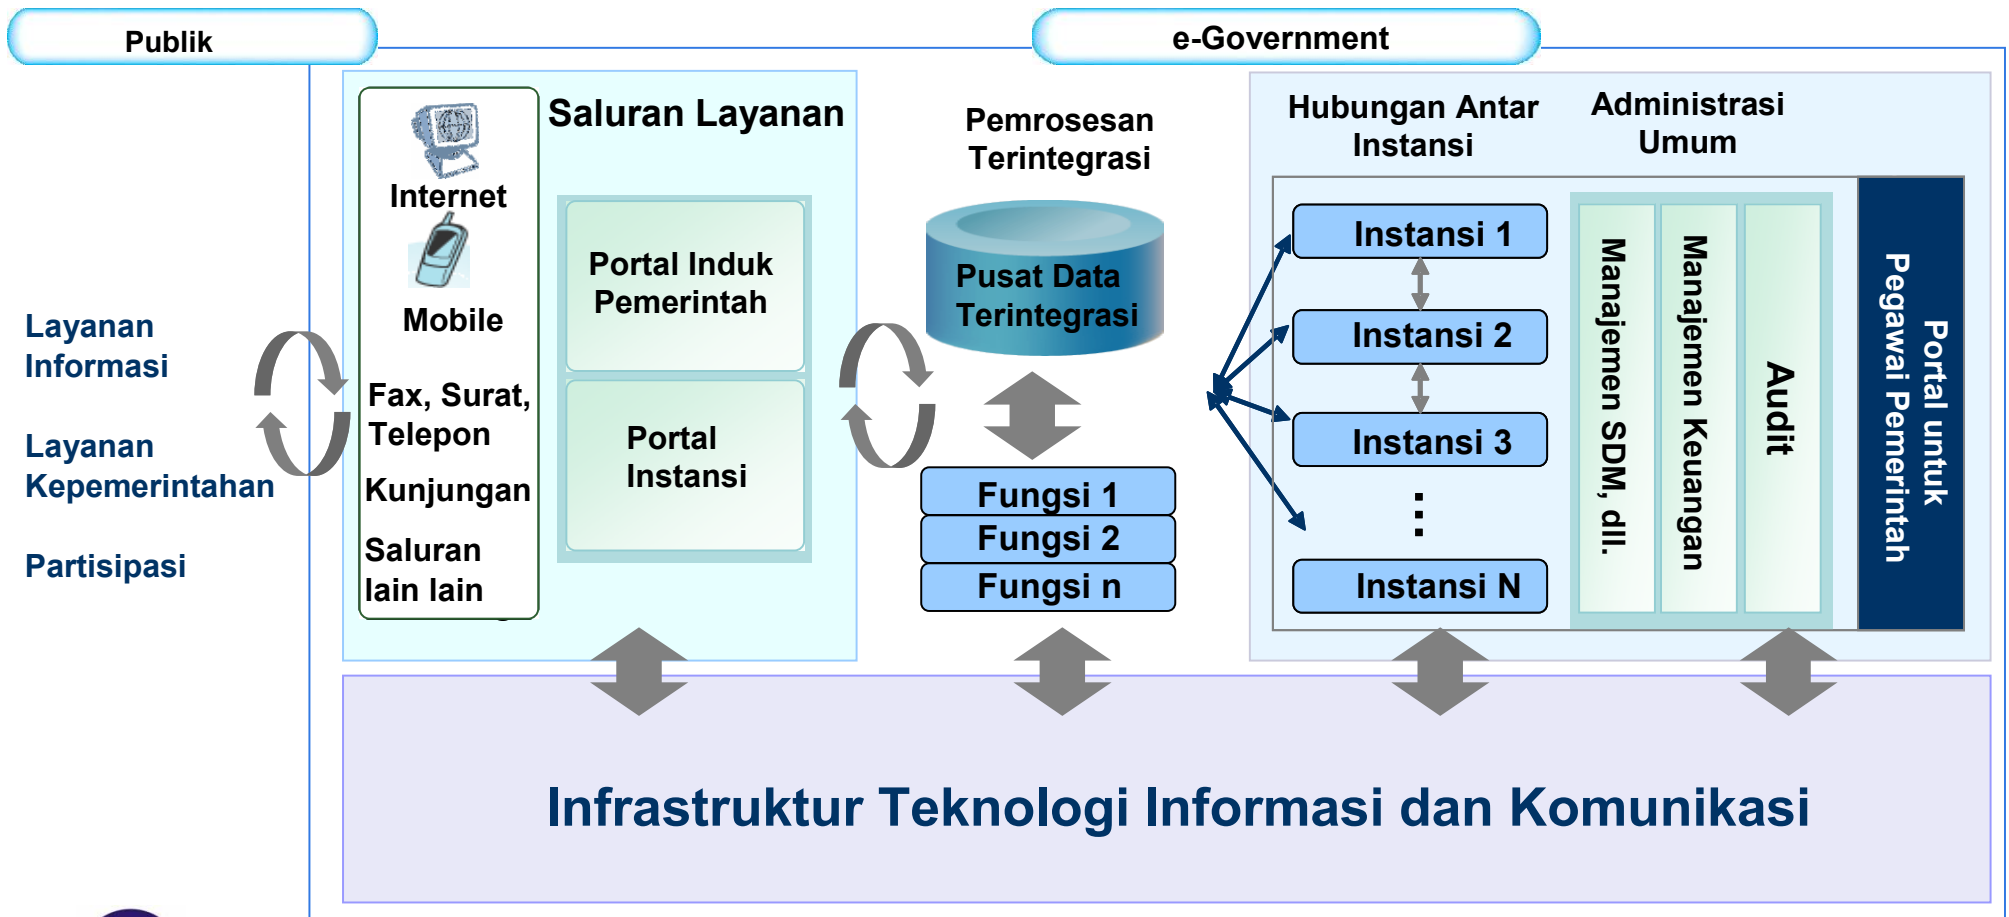 Publik
e-Government
Layanan
Informasi
Layanan
Kepemerintahan
Partisipasi
Saluran Layanan
Internet
Mobile
Fax, Surat,
Telepon
Kunjungan
Saluran
lain lain
Portal Induk
Pemerintah
Portal
Instansi
Pemrosesan
Terintegrasi
Pusat Data
Terintegrasi
Fungsi 1
Fungsi 2
Fungsi n
Hubungan Antar
Instansi
Instansi 1
Instansi 2
Instansi 3
...
Instansi N
Administrasi
Umum
Manajemen SDM, dll.
Manajemen Keuangan
Audit
Portal untuk
Pegawai Pemerintah
Infrastruktur Teknologi Informasi dan Komunikasi